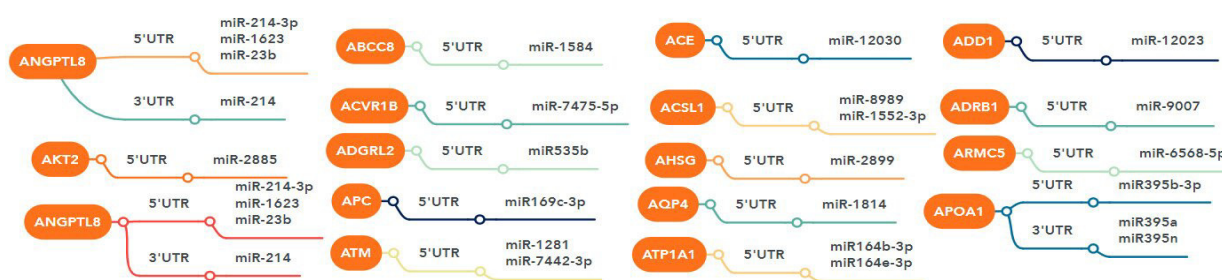 ANGPTL8
5'UTR
miR-214-3p
miR-1623
miR-23b
3'UTR
miR-214
AKT2
5'UTR
miR-2885
ANGPTL8
5'UTR
miR-214-3p
miR-1623
miR-23b
3'UTR
miR-214
ABCC8
5'UTR
miR-1584
ACVR1B
5'UTR
miR-7475-5p
ADGRL2
5'UTR
miR535b
APC
5'UTR
miR169c-3p
ATM
5'UTR
miR-1281
miR-7442-3p
ACE
5'UTR
miR-12030
ACSL1
5'UTR
miR-8989
miR-1552-3p
AHSG
5'UTR
miR-2899
AQP4
5'UTR
miR-1814
ATP1A1
5'UTR
miR164b-3p
miR164e-3p
ADD1
5'UTR
miR-12023
ADRB1
5'UTR
miR-9007
ARMC5
5'UTR
miR-6568-5p
APOA1
5'UTR
miR395b-3p
3'UTR
miR395a
miR395n